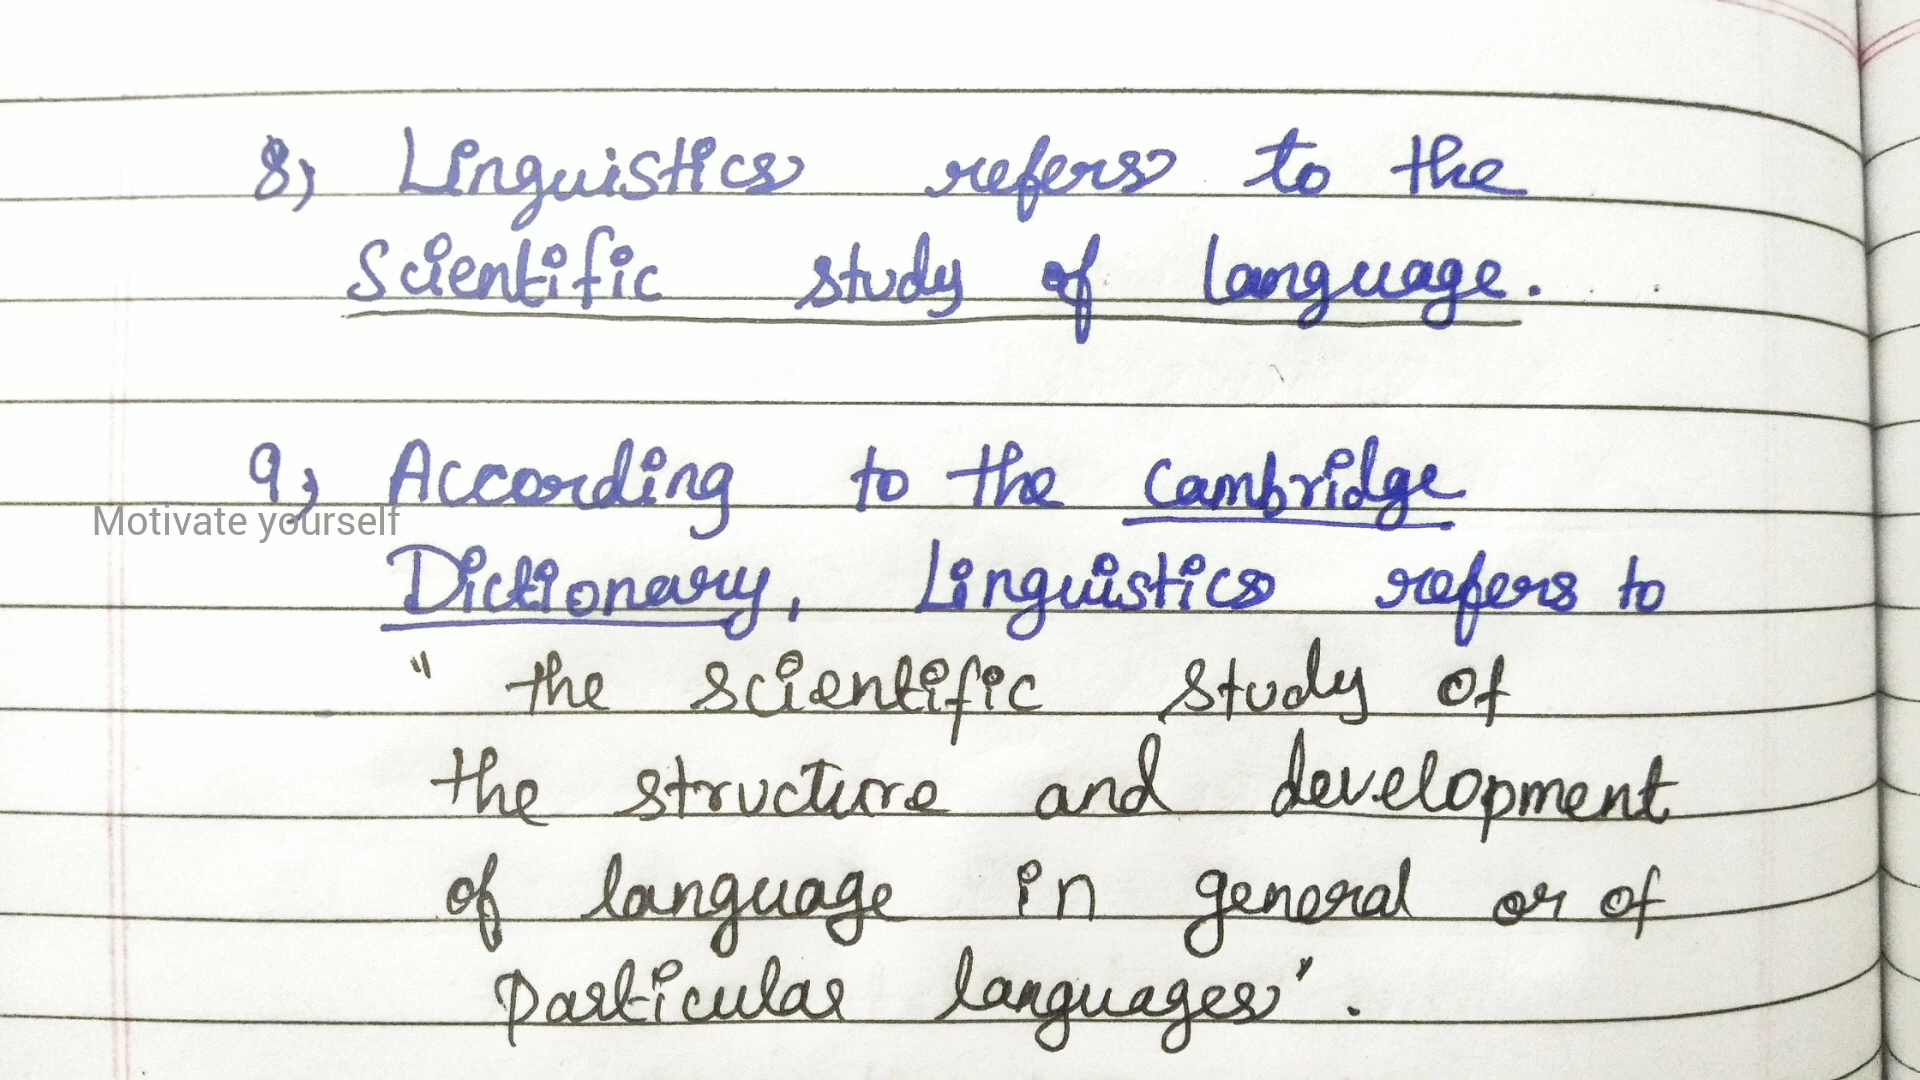 8) Linguistics refers to the
Scientific study of language.
9) According to the Cambridge
Motivate yourself
Dictionary, Linguistics refers to
" the scientific study of
the structure and development
of language in general or of
particular languages".